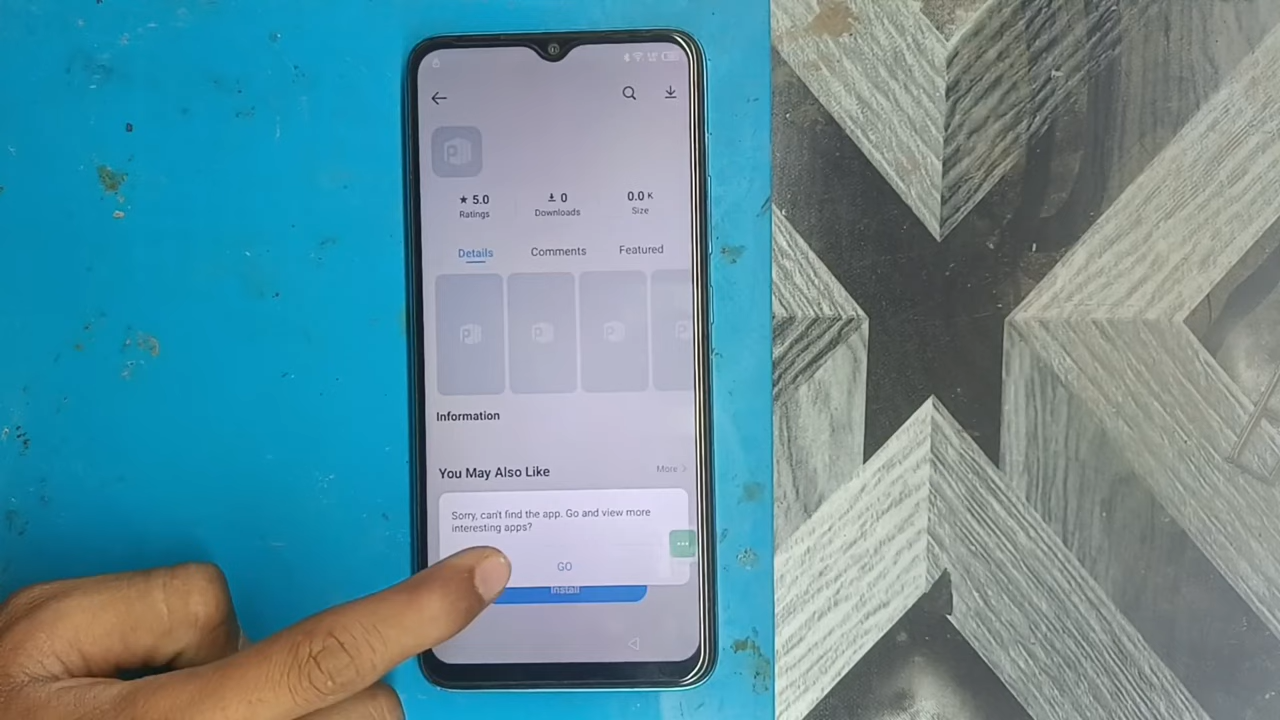 ★ 5.0
Ratings
0
Downloads
0.0 K
Size
Details
Comments
Featured
Information
You May Also Like
More >
Sorry, can't find the app. Go and view more
interesting apps?
GO
Install